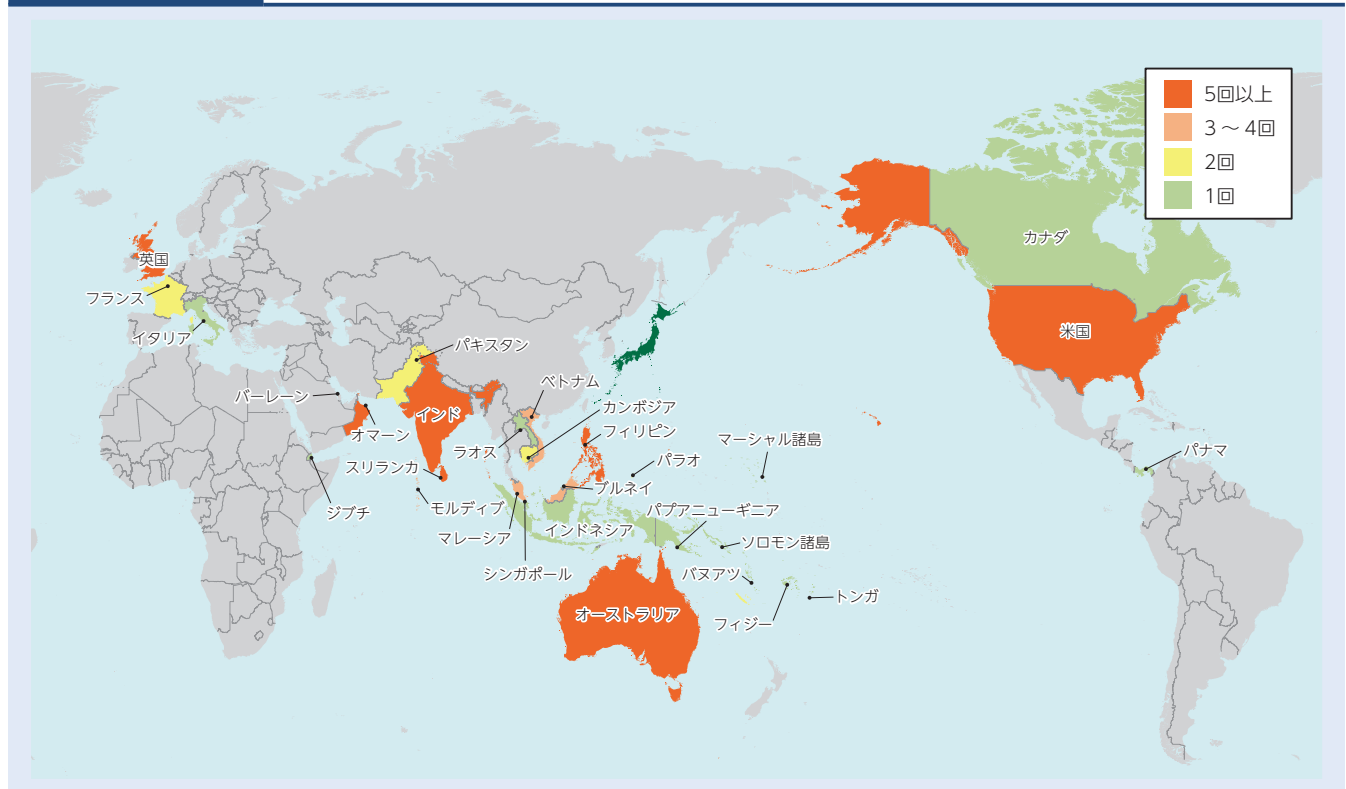 5回以上
3～4回
2回
1回
カナダ
英国
フランス
イタリア
米国
パキスタン
ベトナム
バーレーン
カンボジア
インド
オマーン
フィリピン
ラオス
マーシャル諸島
パナマ
スリランカ
パラオ
ブルネイ
モルディブ
ジブチ
パプアニューギニア
マレーシア
インドネシア
ソロモン諸島
シンガポール
バヌアツ
トンガ
オーストラリア
フィジー